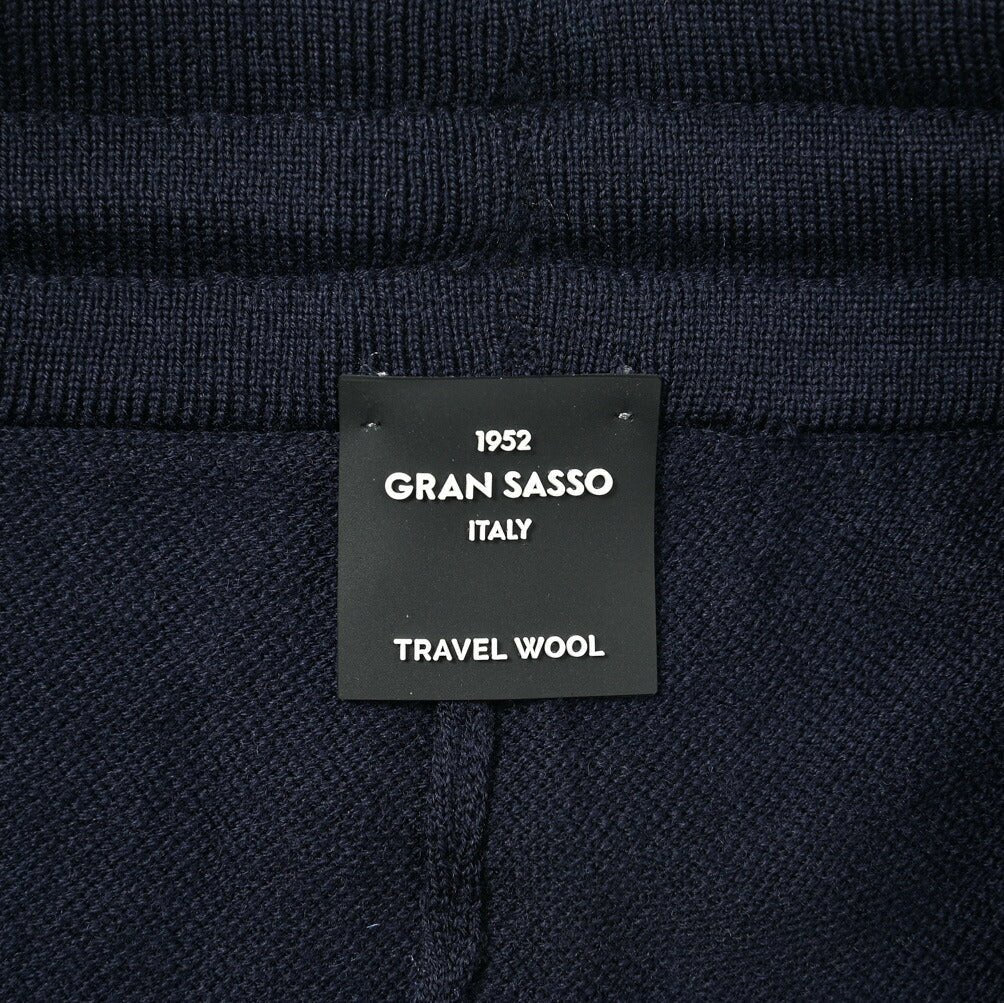 1952
GRAN SASSO
ITALY
TRAVEL WOOL